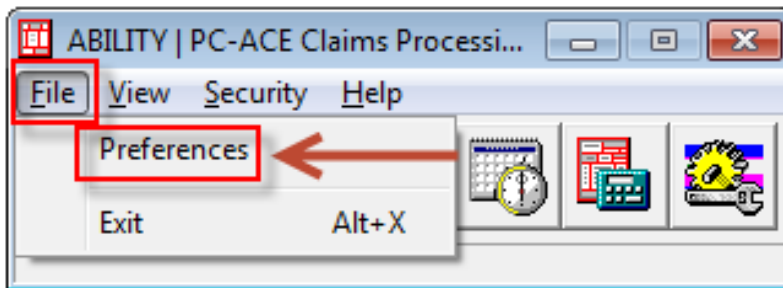 ABILITY | PC-ACE Claims Processi...
File View Security Help
Preferences
Exit Alt+X